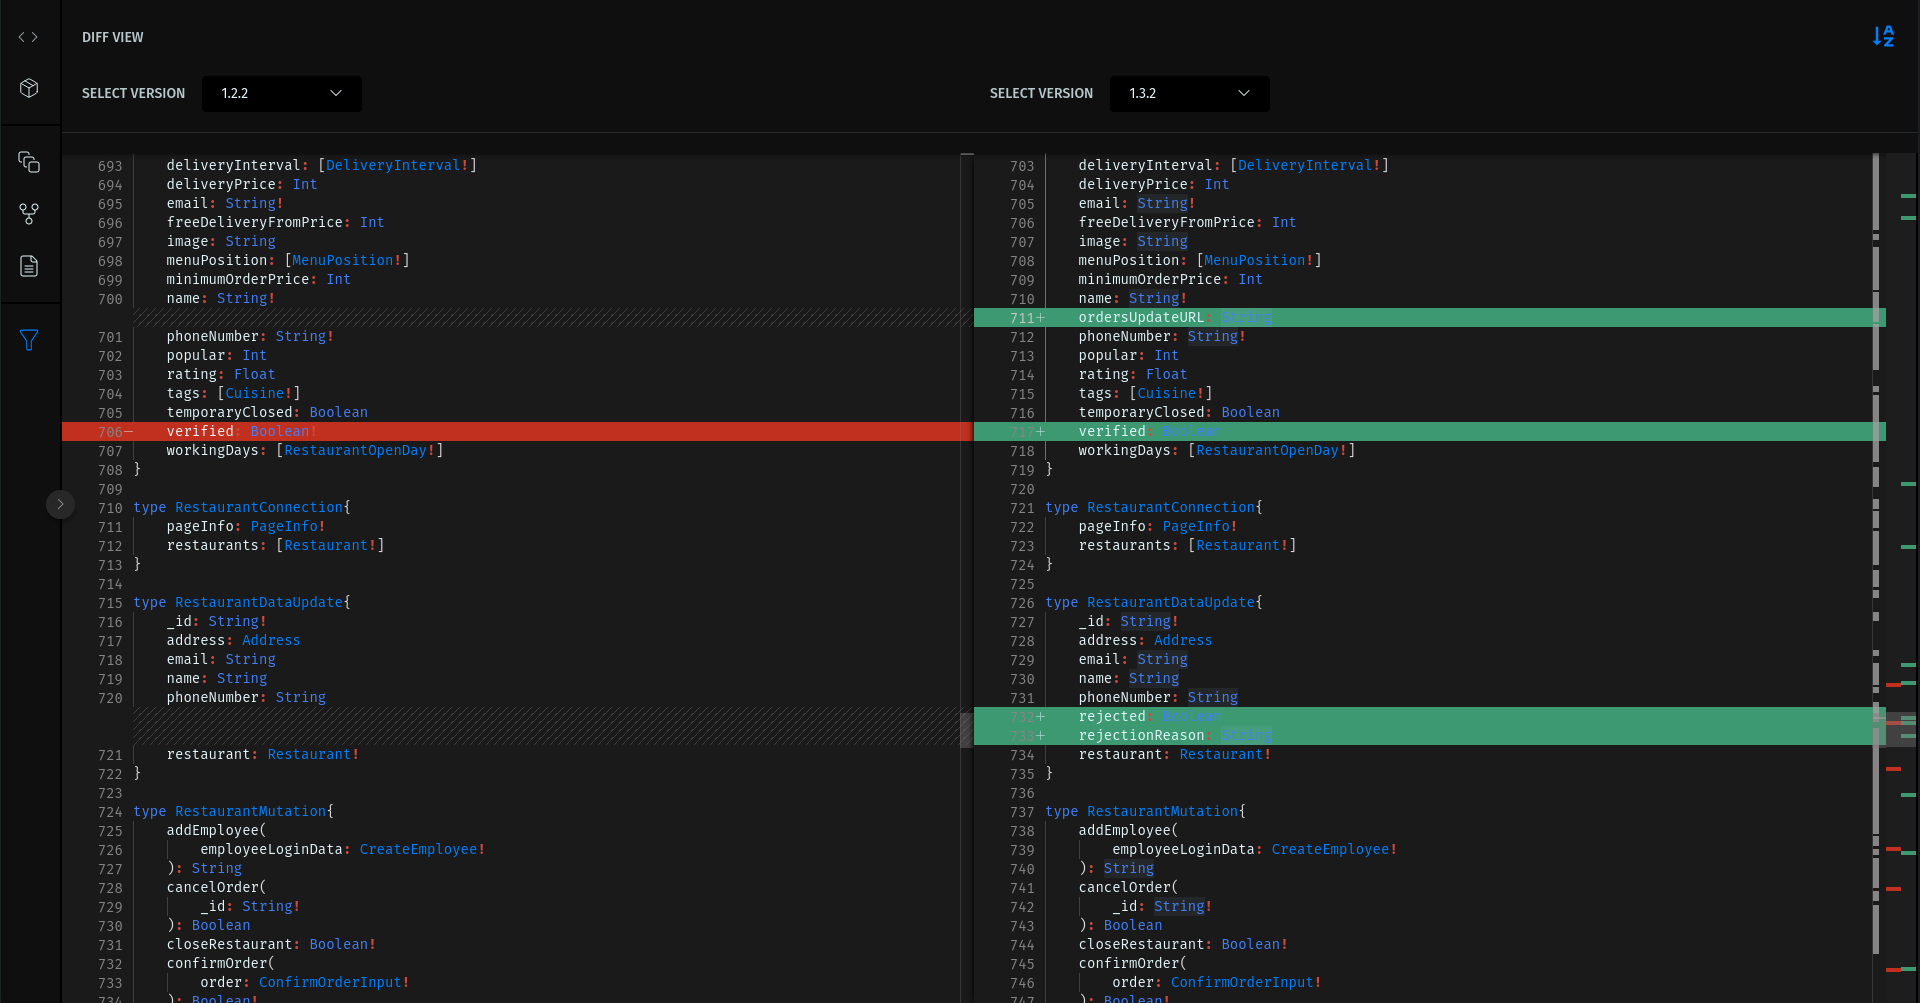 DIFF VIEW
SELECT VERSION 1.2.2
SELECT VERSION 1.3.2
693 deliveryInterval: [DeliveryInterval!]
694 deliveryPrice: Int
695 email: String!
696 freeDeliveryFromPrice: Int
697 image: String
698 menuPosition: [MenuPosition!]
699 minimumOrderPrice: Int
700 name: String!
701 phoneNumber: String!
702 popular: Int
703 rating: Float
704 tags: [Cuisine!]
705 temporaryClosed: Boolean
706— verified: Boolean!
707 workingDays: [RestaurantOpenDay!]
708 }
709
710 type RestaurantConnection{
711 pageInfo: PageInfo!
712 restaurants: [Restaurant!]
713 }
714
715 type RestaurantDataUpdate{
716 _id: String!
717 address: Address
718 email: String
719 name: String
720 phoneNumber: String
721 restaurant: Restaurant!
722 }
723
724 type RestaurantMutation{
725 addEmployee(
726 employeeLoginData: CreateEmployee!
727 ): String
728 cancelOrder(
729 _id: String!
730 ): Boolean
731 closeRestaurant: Boolean!
732 confirmOrder(
733 order: ConfirmOrderInput!
734 ): Boolean!
703 deliveryInterval: [DeliveryInterval!]
704 deliveryPrice: Int
705 email: String!
706 freeDeliveryFromPrice: Int
707 image: String
708 menuPosition: [MenuPosition!]
709 minimumOrderPrice: Int
710 name: String!
711+ ordersUpdateURL: String
712 phoneNumber: String!
713 popular: Int
714 rating: Float
715 tags: [Cuisine!]
716 temporaryClosed: Boolean
717+ verified: Boolean
718 workingDays: [RestaurantOpenDay!]
719 }
720
721 type RestaurantConnection{
722 pageInfo: PageInfo!
723 restaurants: [Restaurant!]
724 }
725
726 type RestaurantDataUpdate{
727 _id: String!
728 address: Address
729 email: String
730 name: String
731 phoneNumber: String
732+ rejected: Boolean
733+ rejectionReason: String
734 restaurant: Restaurant!
735 }
736
737 type RestaurantMutation{
738 addEmployee(
739 employeeLoginData: CreateEmployee!
740 ): String
741 cancelOrder(
742 _id: String!
743 ): Boolean
744 closeRestaurant: Boolean!
745 confirmOrder(
746 order: ConfirmOrderInput!
747 ): Boolean!